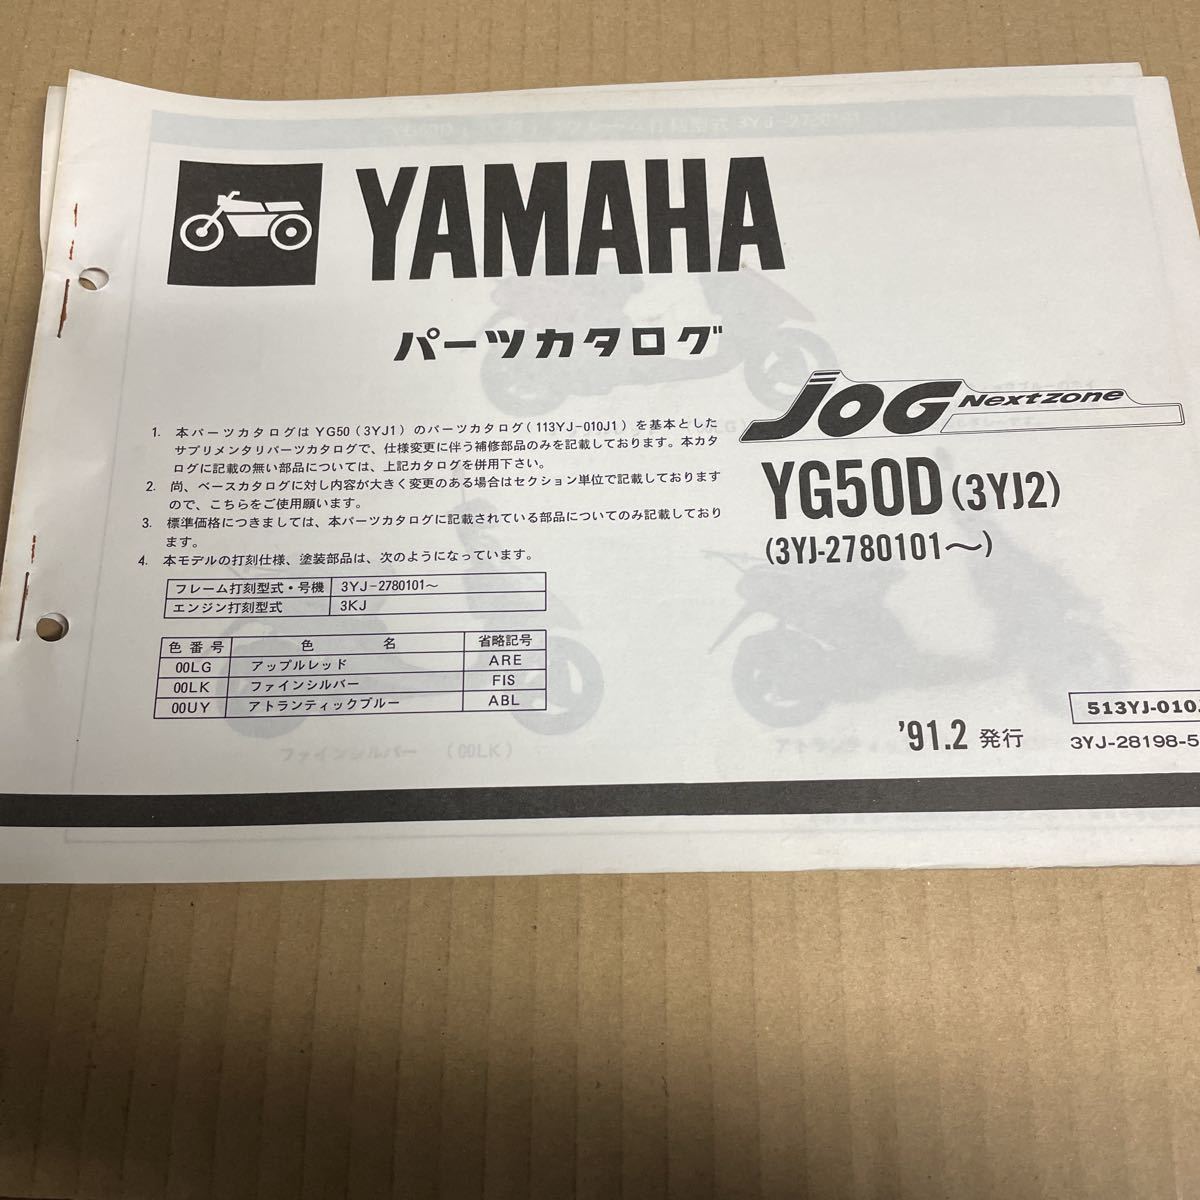 YAMAHA
パーツカタログ
JOG Nextzone
YG50D (3YJ2)
(3YJ-2780101～)
1. 本パーツカタログはYG50(3YJ1)のパーツカタログ(113YJ-010J1)を基本とした
サプリメンタリパーツカタログで、仕様変更に伴う補修部品のみを記載しております。本カタ
ログに記載の無い部品については、上記カタログを併用下さい。
2. 尚、ベースカタログに対し内容が大きく変更のある場合はセクション単位で記載しております
ので、こちらをご使用願います。
3. 標準価格につきましては、本パーツカタログに記載されている部品についてのみ記載しており
ます。
4. 本モデルの打刻仕様、塗装部品は、次のようになっています。
フレーム打刻型式・号機 3YJ-2780101～
エンジン打刻型式 3KJ
色番号 色名 省略記号
00LG アップルレッド ARE
00LK ファインシルバー FIS
00UY アトランティックブルー ABL
ファインシルバー (00LK)
'91.2 発行
513YJ-010
3YJ-28198-5